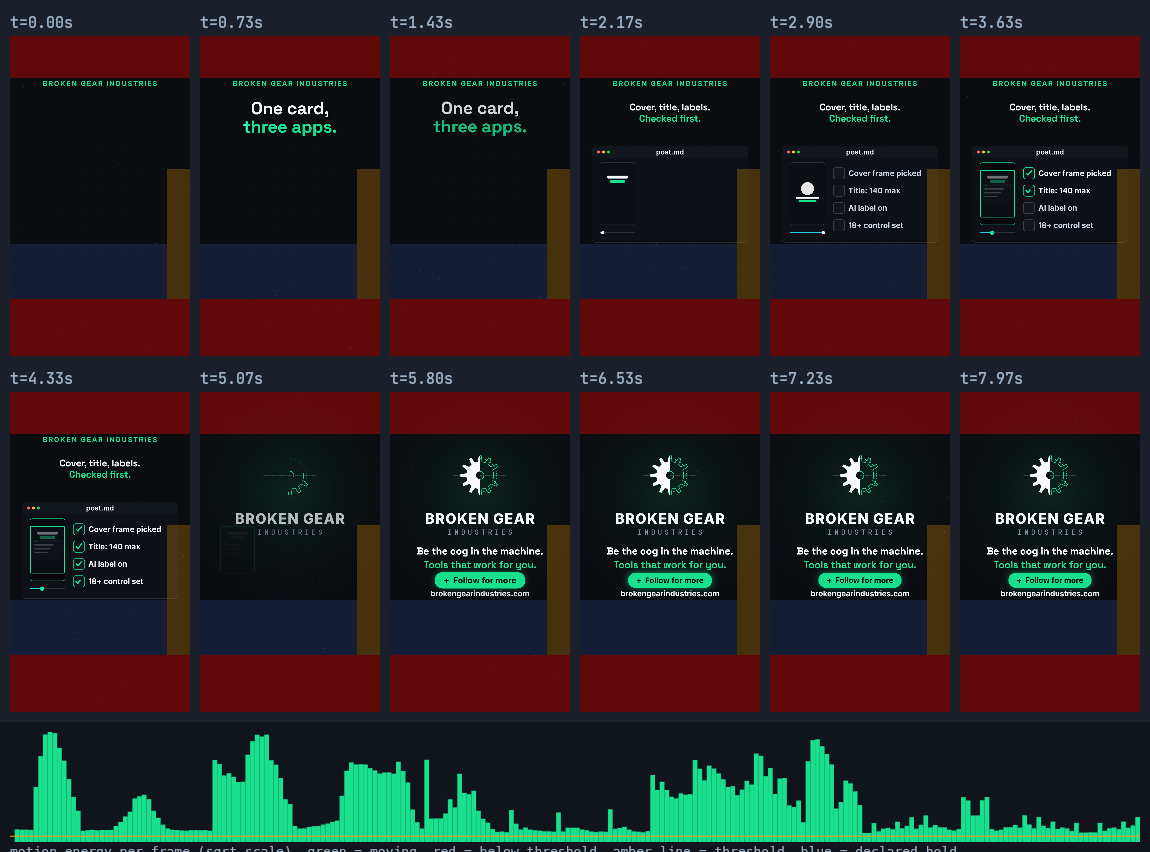 t=0.00s
BROKEN GEAR INDUSTRIES
t=0.73s
BROKEN GEAR INDUSTRIES
One card,
three apps.
t=1.43s
BROKEN GEAR INDUSTRIES
One card,
three apps.
t=2.17s
BROKEN GEAR INDUSTRIES
Cover, title, labels.
Checked first.
post.md
t=2.90s
BROKEN GEAR INDUSTRIES
Cover, title, labels.
Checked first.
post.md
Cover frame picked
Title: 140 max
AI label on
18+ control set
t=3.63s
BROKEN GEAR INDUSTRIES
Cover, title, labels.
Checked first.
post.md
Cover frame picked
Title: 140 max
AI label on
18+ control set
t=4.33s
BROKEN GEAR INDUSTRIES
Cover, title, labels.
Checked first.
post.md
Cover frame picked
Title: 140 max
AI label on
18+ control set
t=5.07s
BROKEN GEAR
INDUSTRIES
t=5.80s
BROKEN GEAR
INDUSTRIES
Be the cog in the machine.
Tools that work for you.
+ Follow for more
brokengearindustries.com
t=6.53s
BROKEN GEAR
INDUSTRIES
Be the cog in the machine.
Tools that work for you.
+ Follow for more
brokengearindustries.com
t=7.23s
BROKEN GEAR
INDUSTRIES
Be the cog in the machine.
Tools that work for you.
+ Follow for more
brokengearindustries.com
t=7.97s
BROKEN GEAR
INDUSTRIES
Be the cog in the machine.
Tools that work for you.
+ Follow for more
brokengearindustries.com
motion energy per frame (sqrt scale) green = moving red = below threshold amber line = threshold blue = declared hold